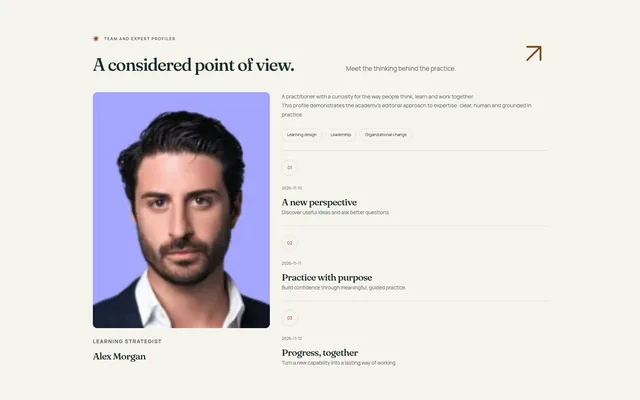 TEAM AND EXPERT PROFILES
A considered point of view.
Meet the thinking behind the practice.
A practitioner with a curiosity for the way people think, learn and work together.
This profile demonstrates the academy's editorial approach to expertise: clear, human and grounded in
practice.
Learning design
Leadership
Organisational change
01
2026-11-10
A new perspective
Discover useful ideas and ask better questions.
02
2026-11-11
Practice with purpose
Build confidence through meaningful, guided practice.
03
2026-11-12
Progress, together
Turn a new capability into a lasting way of working.
LEARNING STRATEGIST
Alex Morgan